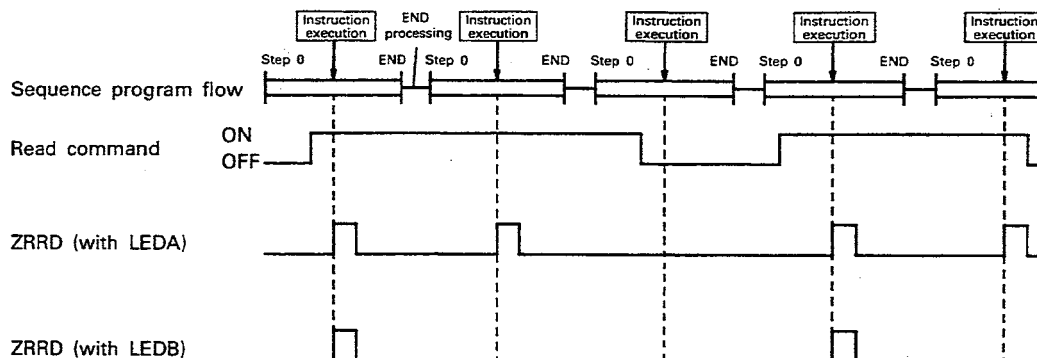 Instruction execution
END processing
Instruction execution
Instruction execution
Instruction execution
Instruction execution
Step 0 END Step 0 END Step 0 END Step 0 END Step 0
Sequence program flow
Read command ON
OFF
ZRRD (with LEDA)
ZRRD (with LEDB)